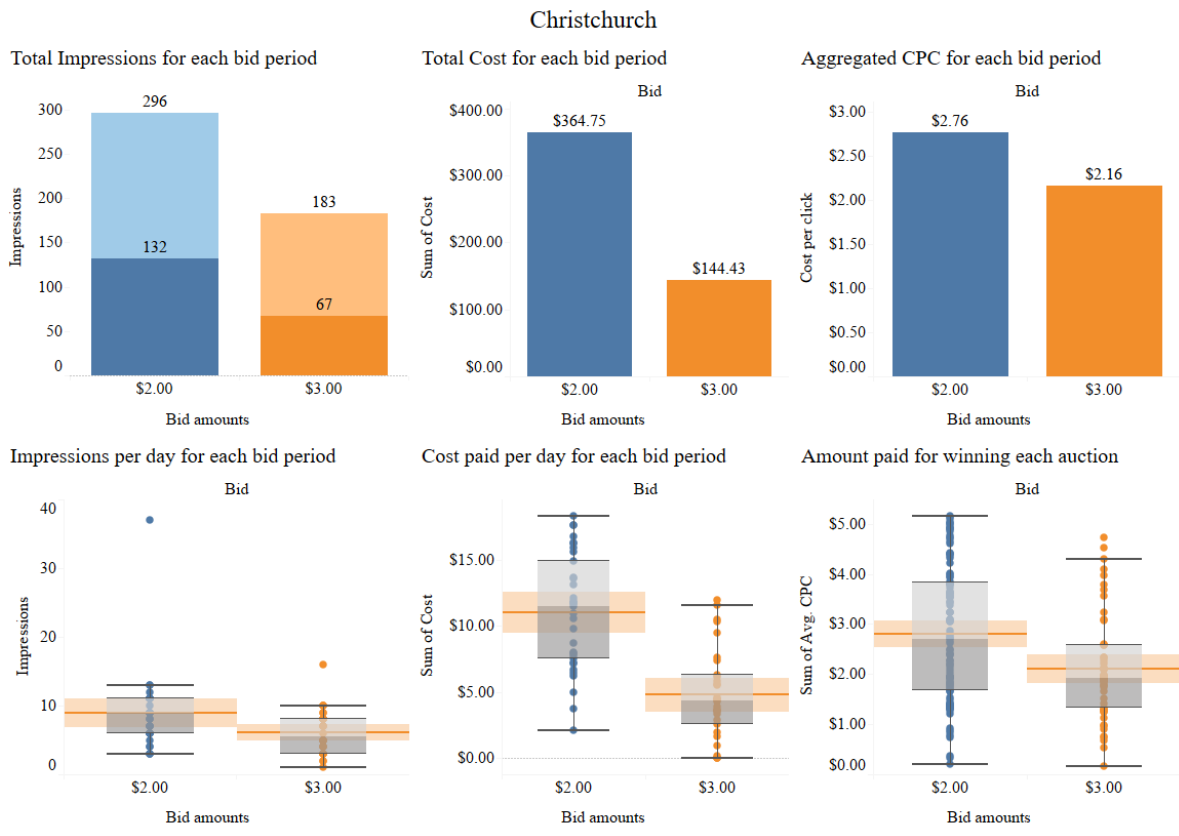 Christchurch
Total Impressions for each bid period
300
250
200
150
100
50
0
Impressions
296
132
183
67
$2.00
$3.00
Bid amounts
Total Cost for each bid period
Bid
$400.00
$300.00
$200.00
$100.00
$0.00
Sum of Cost
$364.75
$144.43
$2.00
$3.00
Bid amounts
Aggregated CPC for each bid period
Bid
$3.00
$2.50
$2.00
$1.50
$1.00
$0.50
$0.00
Cost per click
$2.76
$2.16
$2.00
$3.00
Bid amounts
Impressions per day for each bid period
Bid
40
30
20
10
0
Impressions
$2.00
$3.00
Bid amounts
Cost paid per day for each bid period
Bid
$15.00
$10.00
$5.00
$0.00
Sum of Cost
$2.00
$3.00
Bid amounts
Amount paid for winning each auction
Bid
$5.00
$4.00
$3.00
$2.00
$1.00
$0.00
Sum of Avg. CPC
$2.00
$3.00
Bid amounts